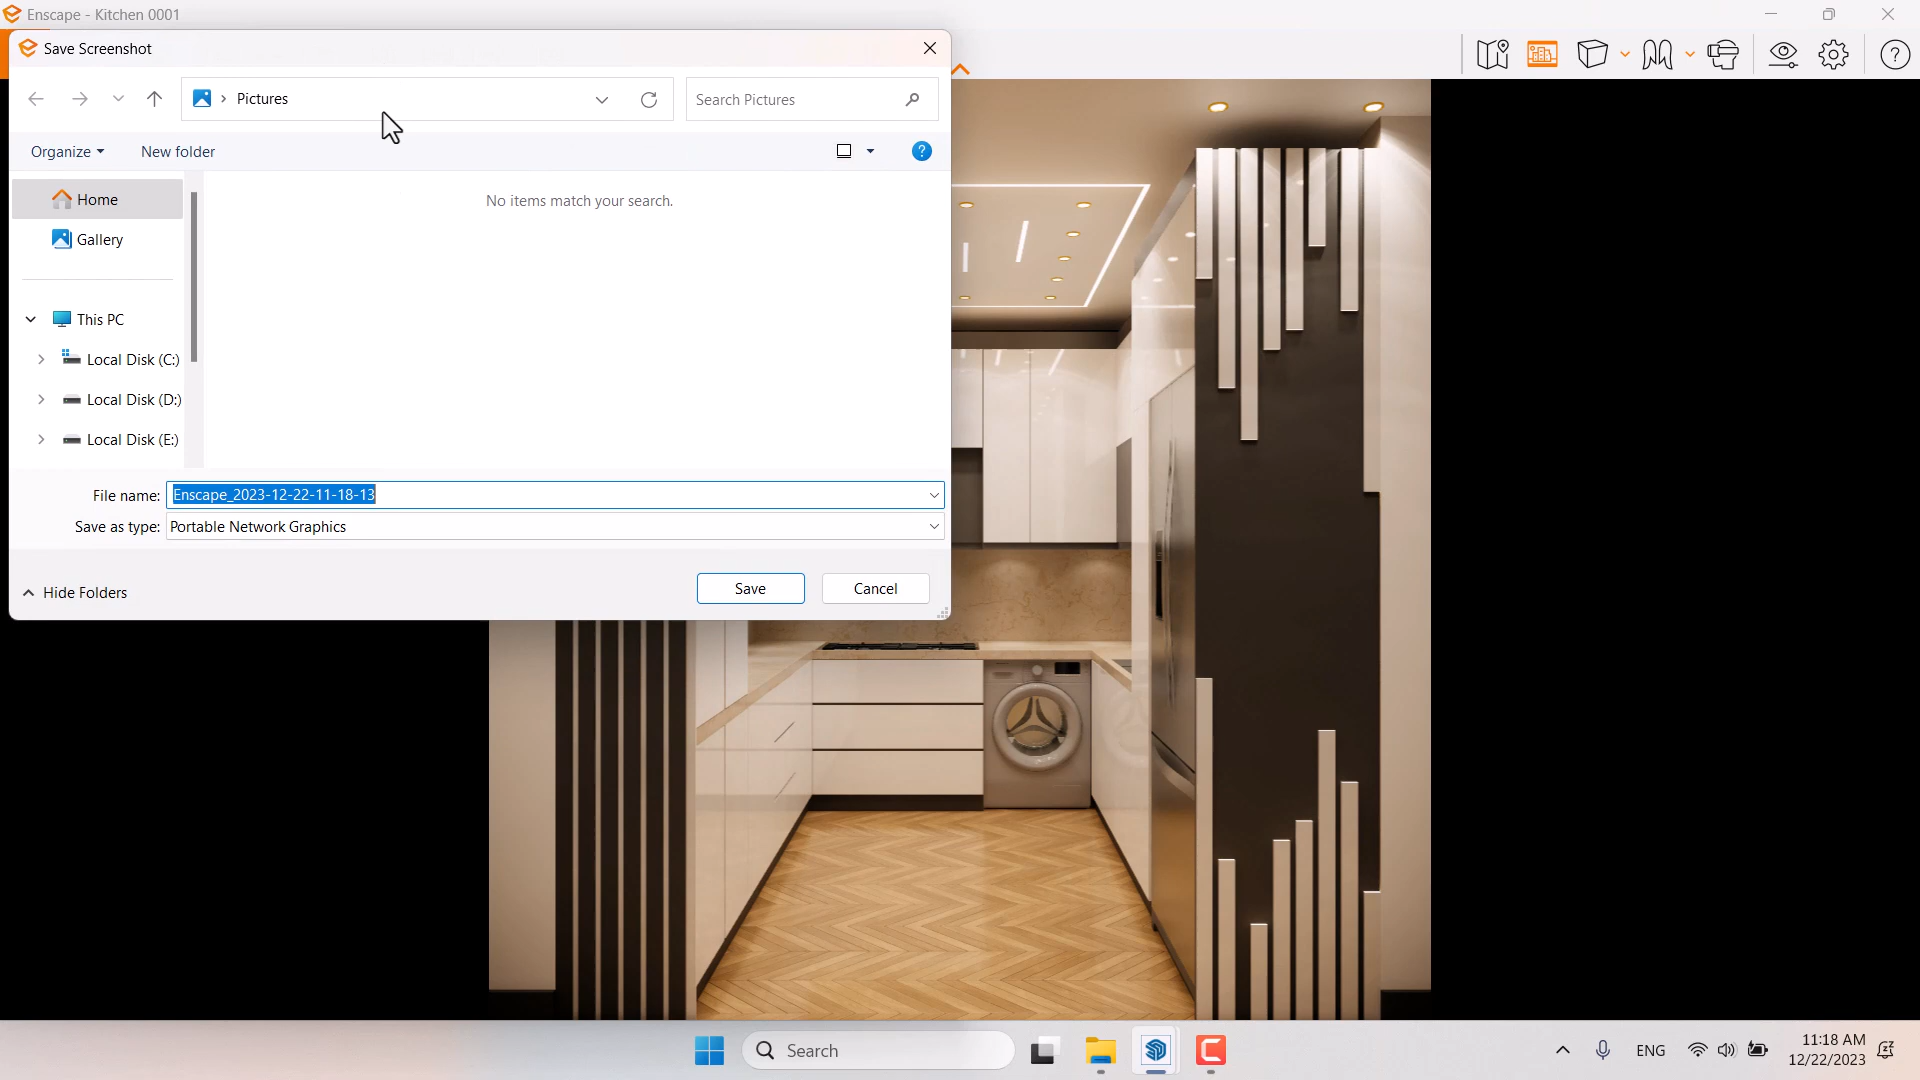 Enscape - Kitchen 0001
Save Screenshot
Pictures
Search Pictures
Organize
New folder
Home
No items match your search.
Gallery
This PC
Local Disk (C:)
Local Disk (D:)
Local Disk (E:)
File name: Enscape_2023-12-22-11-18-13
Save as type: Portable Network Graphics
Hide Folders
Save
Cancel
Search
ENG
11:18 AM
12/22/2023